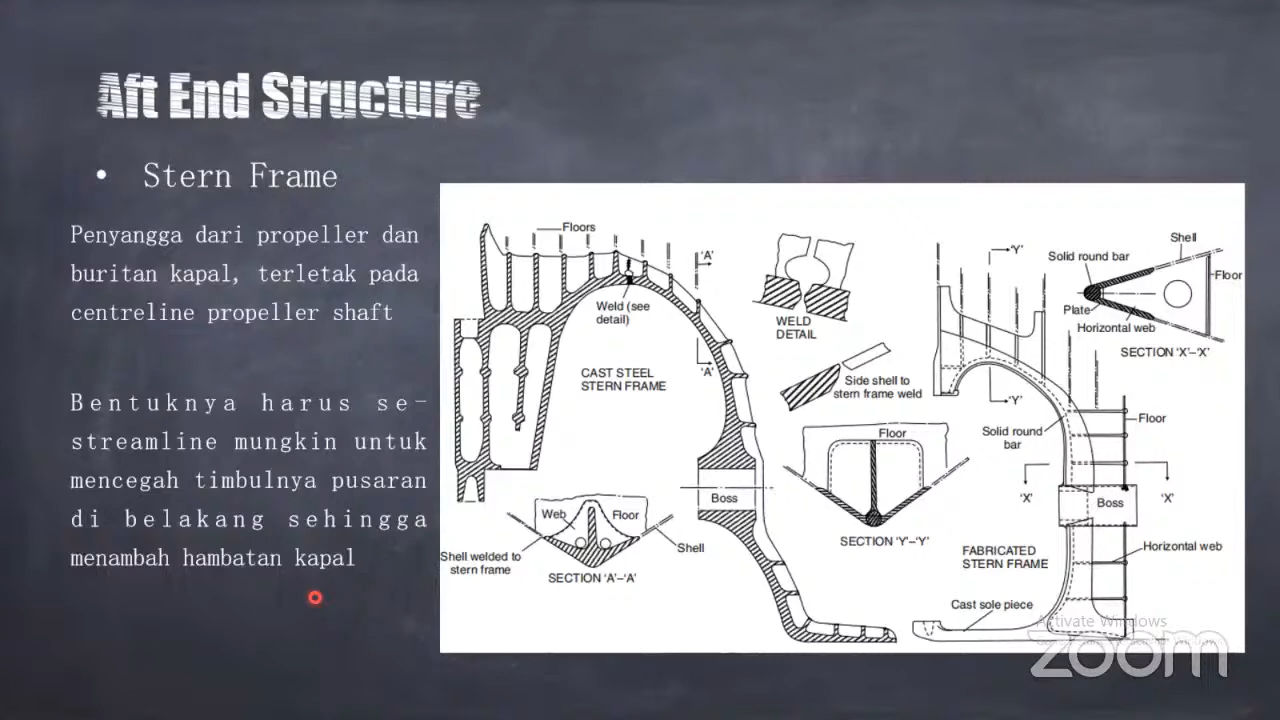 Aft End Structure
• Stern Frame
Penyangga dari propeller dan
buritan kapal, terletak pada
centreline propeller shaft
Bentuknya harus se-
streamline mungkin untuk
mencegah timbulnya pusaran
di belakang sehingga
menambah hambatan kapal
Floors
'A'
Weld (see
detail)
CAST STEEL
STERN FRAME
'A'
Boss
Web
Floor
Shell welded to
stern frame
Shell
SECTION 'A'–'A'
WELD
DETAIL
Side shell to
stern frame weld
Floor
SECTION 'Y'–'Y'
'Y'
'Y'
Solid round
bar
'X'
'X'
Floor
Boss
Horizontal web
FABRICATED
STERN FRAME
Cast sole piece
Shell
Solid round bar
Floor
Plate
Horizontal web
SECTION 'X'–'X'
Activate Windows
zoom